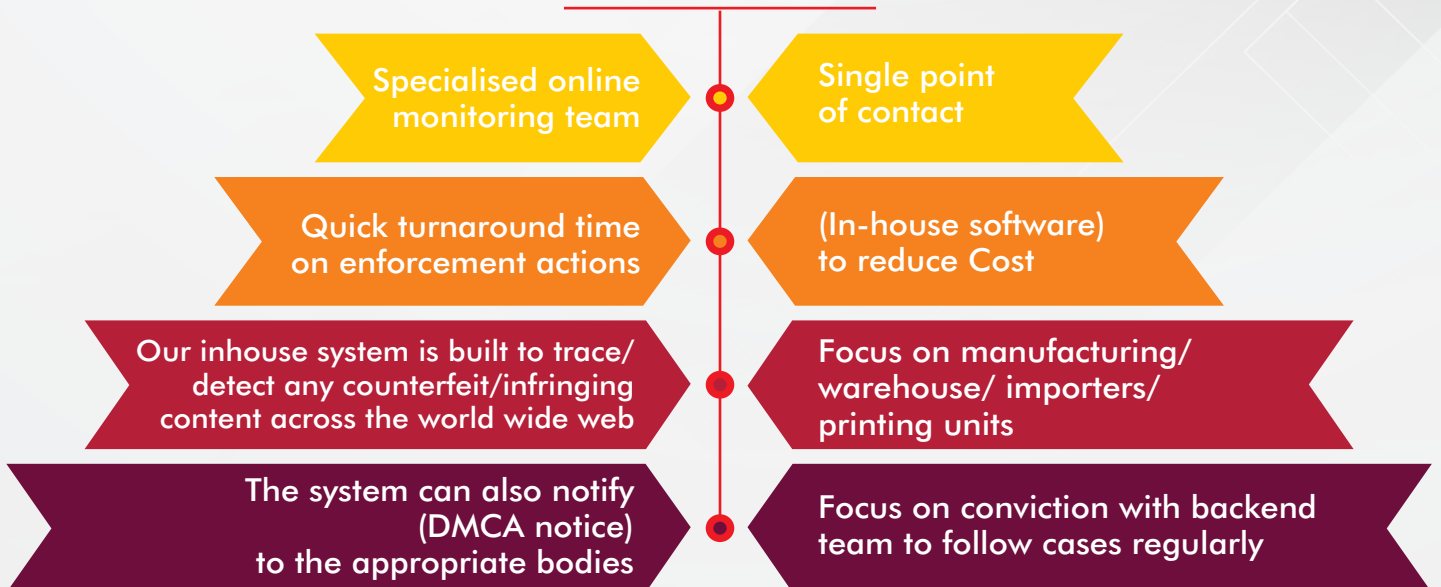 Specialised online
monitoring team
Single point
of contact
Quick turnaround time
on enforcement actions
(In-house software)
to reduce Cost
Our inhouse system is built to trace/
detect any counterfeit/infringing
content across the world wide web
Focus on manufacturing/
warehouse/ importers/
printing units
The system can also notify
(DMCA notice)
to the appropriate bodies
Focus on conviction with backend
team to follow cases regularly